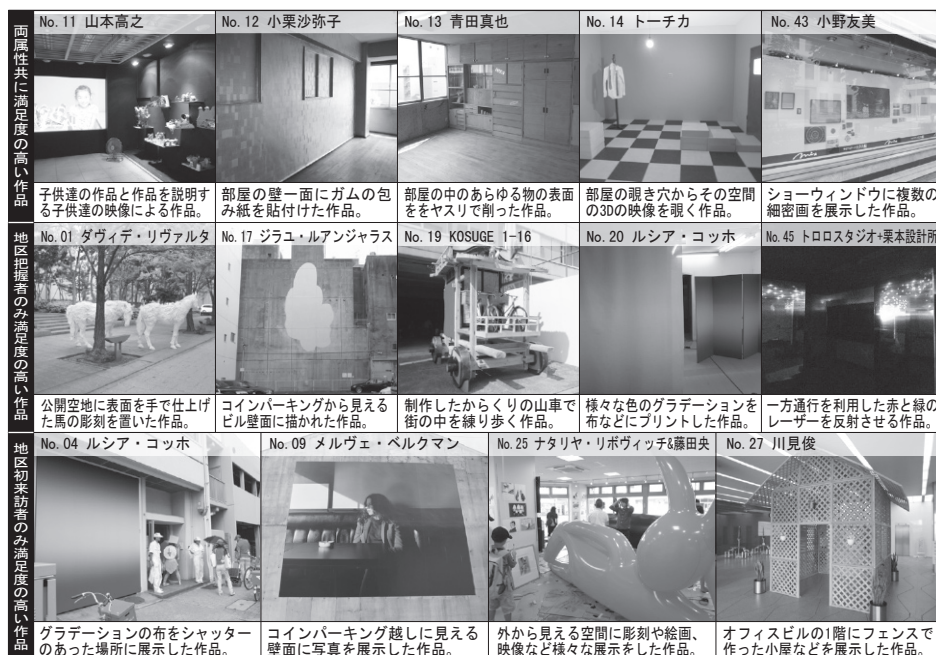 両属性共に満足度の高い作品
No. 11 山本高之
子供達の作品と作品を説明す
る子供達の映像による作品。
No. 12 小栗沙弥子
部屋の壁一面にガムの包
み紙を貼付けた作品。
No. 13 青田真也
部屋の中のあらゆる物の表面
ををヤスリで削った作品。
No. 14 トーチカ
部屋の覗き穴からその空間
の3Dの映像を覗く作品。
No. 43 小野友美
ショーウィンドウに複数の
細密画を展示した作品。
地区把握者のみ満足度の高い作品
No. 01 ダヴィデ・リヴァルタ
公開空地に表面を手で仕上げ
た馬の彫刻を置いた作品。
No. 17 ジラユ・ルアンジャラス
コインパーキングから見える
ビル壁面に描かれた作品。
No. 19 KOSUGE 1-16
制作したからくりの山車で
街の中を練り歩く作品。
No. 20 ルシア・コッホ
様々な色のグラデーションを
布などにプリントした作品。
No. 45 トロロスタジオ+栗本設計所
一方通行を利用した赤と緑の
レーザーを反射させる作品。
地区初来訪者のみ満足度の高い作品
No. 04 ルシア・コッホ
グラデーションの布をシャッター
のあった場所に展示した作品。
No. 09 メルヴェ・ベルクマン
コインパーキング越しに見える
壁面に写真を展示した作品。
No. 25 ナタリヤ・リボヴィッチ&藤田央
外から見える空間に彫刻や絵画、
映像など様々な展示をした作品。
No. 27 川見俊
オフィスビルの1階にフェンスで
作った小屋などを展示した作品。